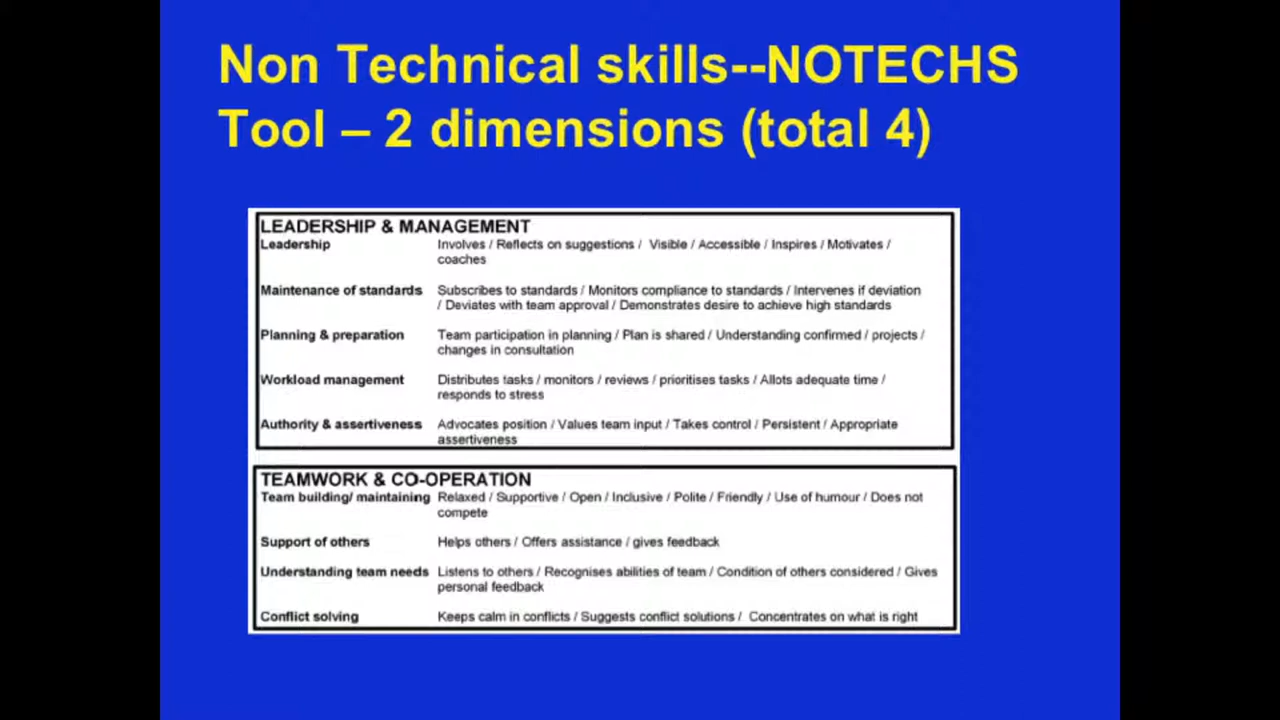 Non Technical skills--NOTECHS
Tool – 2 dimensions (total 4)
LEADERSHIP & MANAGEMENT
Leadership Involves / Reflects on suggestions / Visible / Accessible / Inspires / Motivates /
coaches
Maintenance of standards Subscribes to standards / Monitors compliance to standards / Intervenes if deviation
/ Deviates with team approval / Demonstrates desire to achieve high standards
Planning & preparation Team participation in planning / Plan is shared / Understanding confirmed / projects /
changes in consultation
Workload management Distributes tasks / monitors / reviews / prioritises tasks / Allots adequate time /
responds to stress
Authority & assertiveness Advocates position / Values team input / Takes control / Persistent / Appropriate
assertiveness
TEAMWORK & CO-OPERATION
Team building/ maintaining Relaxed / Supportive / Open / Inclusive / Polite / Friendly / Use of humour / Does not
compete
Support of others Helps others / Offers assistance / gives feedback
Understanding team needs Listens to others / Recognises abilities of team / Condition of others considered / Gives
personal feedback
Conflict solving Keeps calm in conflicts / Suggests conflict solutions / Concentrates on what is right